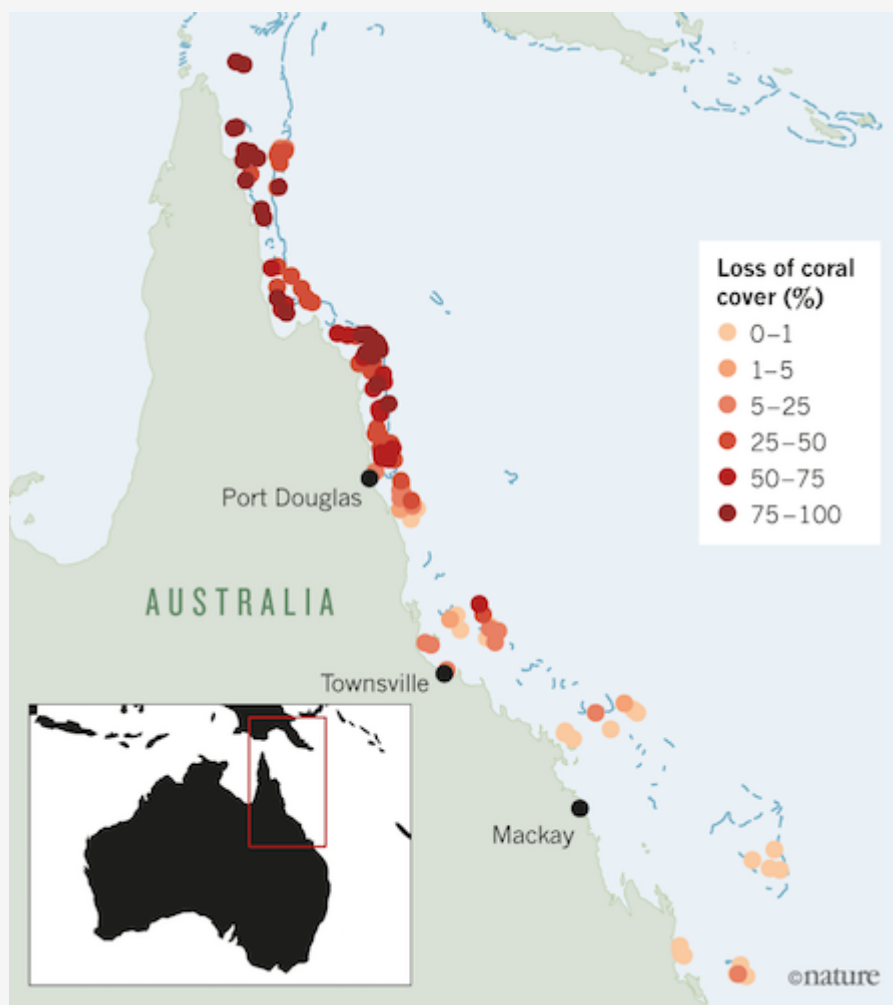 Loss of coral
cover (%)
0–1
1–5
5–25
25–50
50–75
75–100
Port Douglas
AUSTRALIA
Townsville
Mackay
©nature